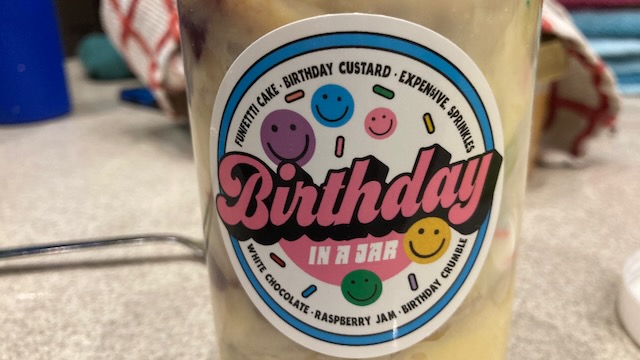 FUNFETTI CAKE · BIRTHDAY CUSTARD · EXPENSIVE SPRINKLES
Birthday
IN A JAR
WHITE CHOCOLATE · RASPBERRY JAM · BIRTHDAY CRUMBLE